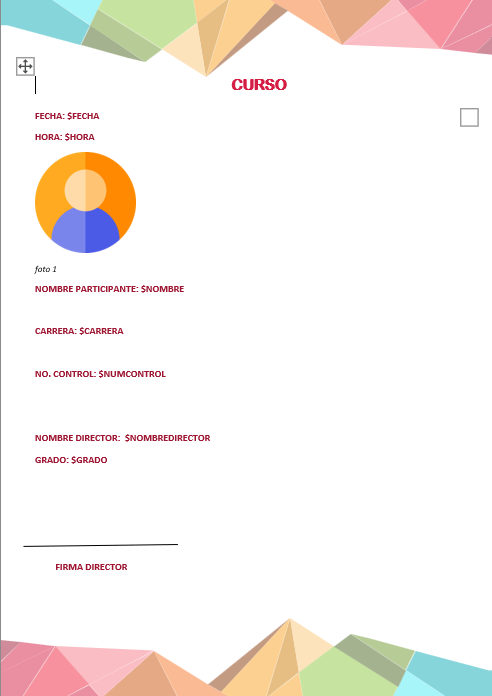 CURSO
FECHA: $FECHA
HORA: $HORA
foto 1
NOMBRE PARTICIPANTE: $NOMBRE
CARRERA: $CARRERA
NO. CONTROL: $NUMCONTROL
NOMBRE DIRECTOR:  $NOMBREDIRECTOR
GRADO: $GRADO
FIRMA DIRECTOR